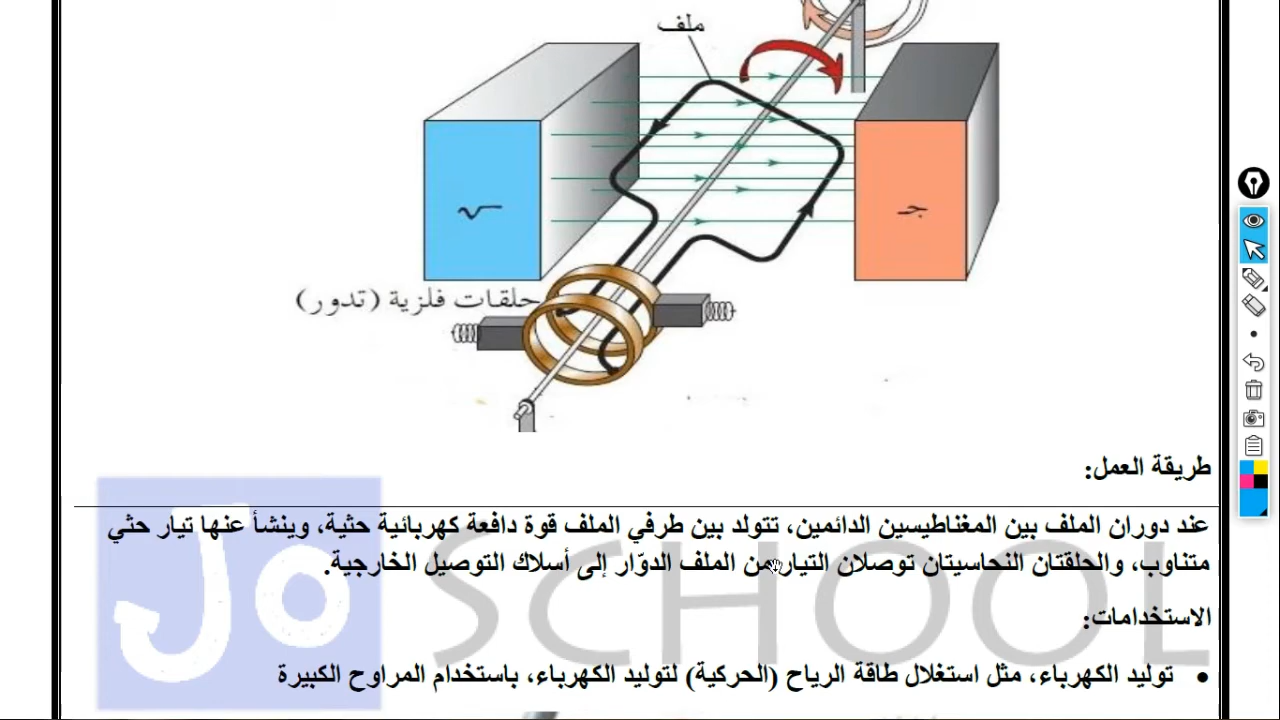 ملف
ش
ج
حلقات فلزية (تدور)
طريقة العمل:
عند دوران الملف بين المغناطيسين الدائمين، تتولد بين طرفي الملف قوة دافعة كهربائية حثية، وينشأ عنها تيار حثي
متناوب، والحلقتان النحاسيتان توصلان التيار من الملف الدوّار إلى أسلاك التوصيل الخارجية.
الاستخدامات:
• توليد الكهرباء، مثل استغلال طاقة الرياح (الحركية) لتوليد الكهرباء، باستخدام المراوح الكبيرة
Jo SCHOOL